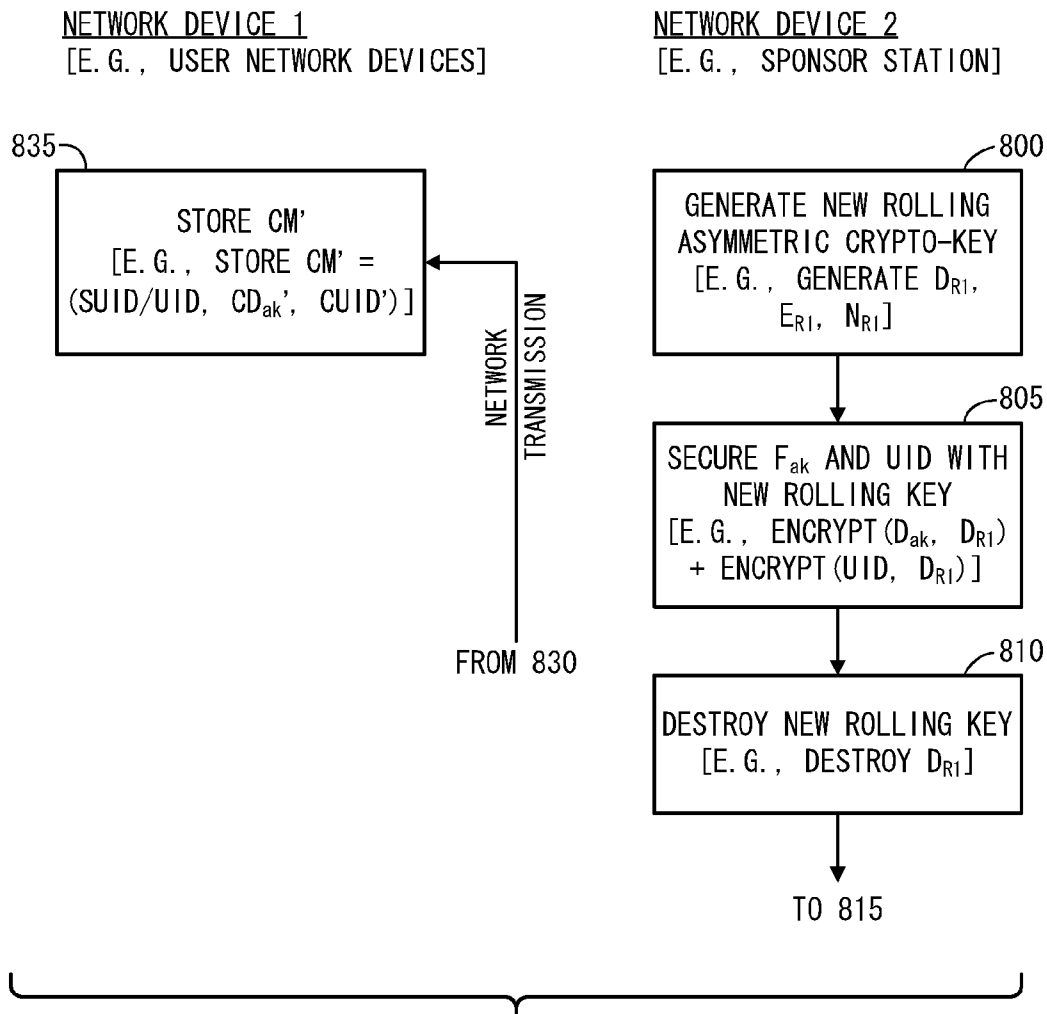 NETWORK DEVICE 1
[E.G., USER NETWORK DEVICES]
835
STORE CM'
[E.G., STORE CM' =
(SUID/UID, CDak', CUID')]
NETWORK
TRANSMISSION
FROM 830
NETWORK DEVICE 2
[E.G., SPONSOR STATION]
800
GENERATE NEW ROLLING
ASYMMETRIC CRYPTO-KEY
[E.G., GENERATE DR1,
ER1, NR1]
805
SECURE Fak AND UID WITH
NEW ROLLING KEY
[E.G., ENCRYPT(Dak, DR1)
+ ENCRYPT(UID, DR1)]
810
DESTROY NEW ROLLING KEY
[E.G., DESTROY DR1]
TO 815